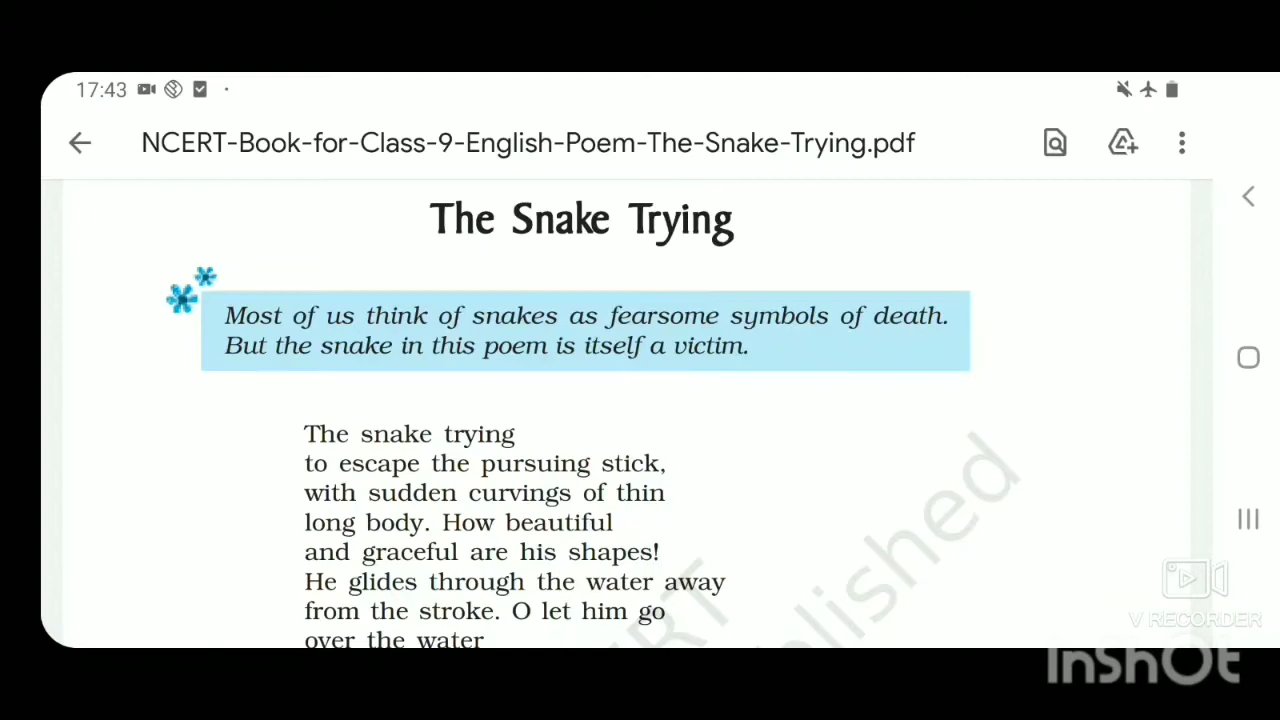 17:43
NCERT-Book-for-Class-9-English-Poem-The-Snake-Trying.pdf
The Snake Trying
Most of us think of snakes as fearsome symbols of death.
But the snake in this poem is itself a victim.
The snake trying
to escape the pursuing stick,
with sudden curvings of thin
long body. How beautiful
and graceful are his shapes!
He glides through the water away
from the stroke. O let him go
over the water
V RECORDER
InShOt